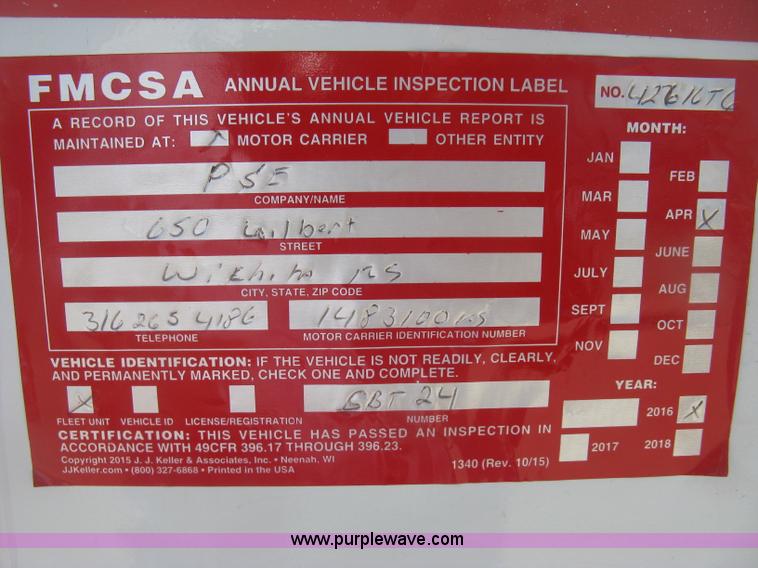 FMCSA ANNUAL VEHICLE INSPECTION LABEL
NO. 42616TG
A RECORD OF THIS VEHICLE'S ANNUAL VEHICLE REPORT IS
MAINTAINED AT: MOTOR CARRIER OTHER ENTITY
PSE
COMPANY/NAME
650 Gilbert
STREET
Wichita KS
CITY, STATE, ZIP CODE
316 265 4186
TELEPHONE
1483100KS
MOTOR CARRIER IDENTIFICATION NUMBER
VEHICLE IDENTIFICATION: IF THE VEHICLE IS NOT READILY, CLEARLY,
AND PERMANENTLY MARKED, CHECK ONE AND COMPLETE.
X
FLEET UNIT VEHICLE ID LICENSE/REGISTRATION
SBT 24
NUMBER
CERTIFICATION: THIS VEHICLE HAS PASSED AN INSPECTION IN
ACCORDANCE WITH 49CFR 396.17 THROUGH 396.23.
Copyright 2015 J. J. Keller & Associates, Inc. • Neenah, WI
JJKeller.com • (800) 327-6868 • Printed in the USA
1340 (Rev. 10/15)
MONTH:
JAN FEB
MAR APR X
MAY JUNE
JULY AUG
SEPT OCT
NOV DEC
YEAR:
2016 X
2017 2018
www.purplewave.com